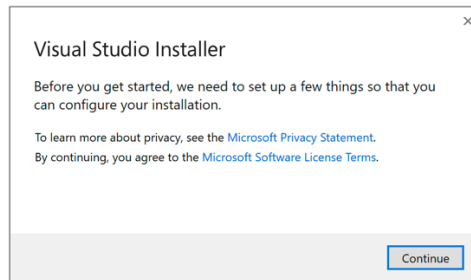 Visual Studio Installer
Before you get started, we need to set up a few things so that you
can configure your installation.
To learn more about privacy, see the Microsoft Privacy Statement.
By continuing, you agree to the Microsoft Software License Terms.
Continue